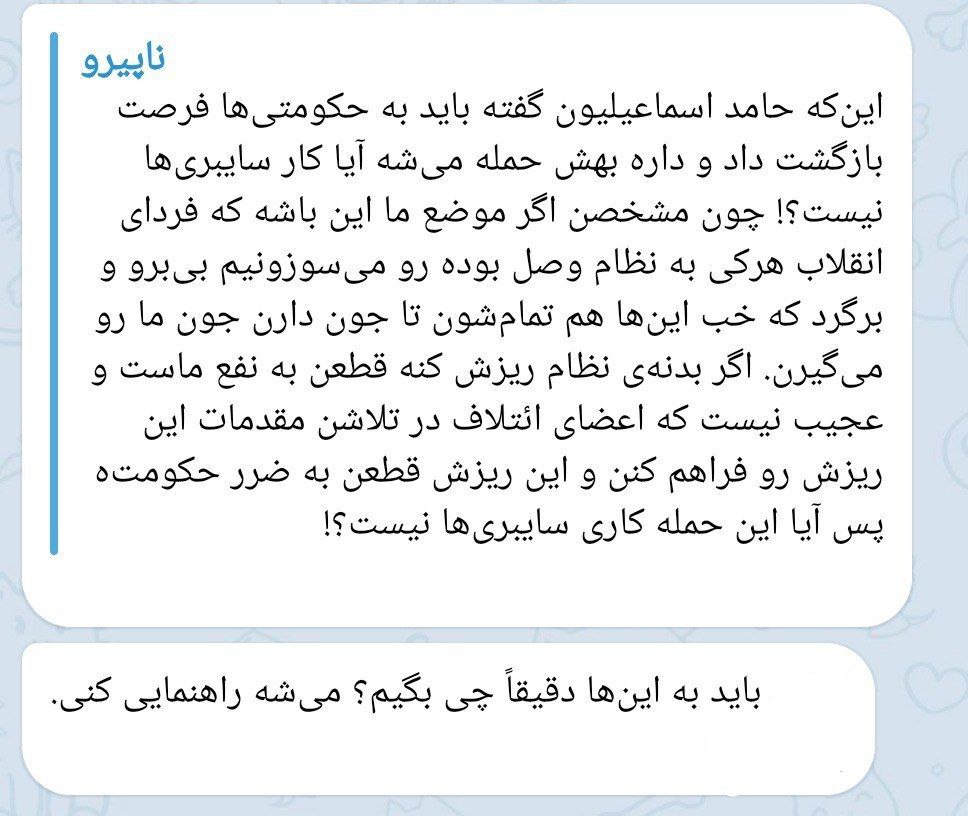 ناپیرو
این‌که حامد اسماعیلیون گفته باید به حکومتی‌ها فرصت
بازگشت داد و داره بهش حمله می‌شه آیا کار سایبری‌ها
نیست؟! چون مشخصن اگر موضع ما این باشه که فردای
انقلاب هرکی به نظام وصل بوده رو می‌سوزونیم بی‌برو و
برگرد که خب این‌ها هم تمام‌شون تا جون دارن جون ما رو
می‌گیرن. اگر بدنه‌ی نظام ریزش کنه قطعن به نفع ماست و
عجیب نیست که اعضای ائتلاف در تلاشن مقدمات این
ریزش رو فراهم کنن و این ریزش قطعن به ضرر حکومت‌ه
پس آیا این حمله کاری سایبری‌ها نیست؟!
باید به این‌ها دقیقاً چی بگیم؟ می‌شه راهنمایی کنی.